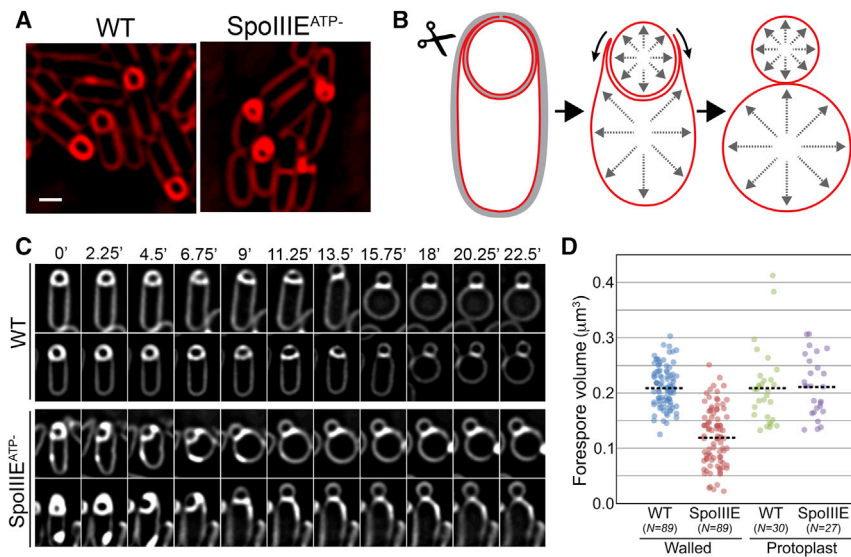 A
WT
SpoIIIE^ATP-
B
C
0' 2.25' 4.5' 6.75' 9' 11.25' 13.5' 15.75' 18' 20.25' 22.5'
WT
SpoIIIE^ATP-
D
Forespore volume (μm³)
0.4
0.3
0.2
0.1
0.0
WT SpoIIIE WT SpoIIIE
(N=89) (N=89) (N=30) (N=27)
Walled Protoplast